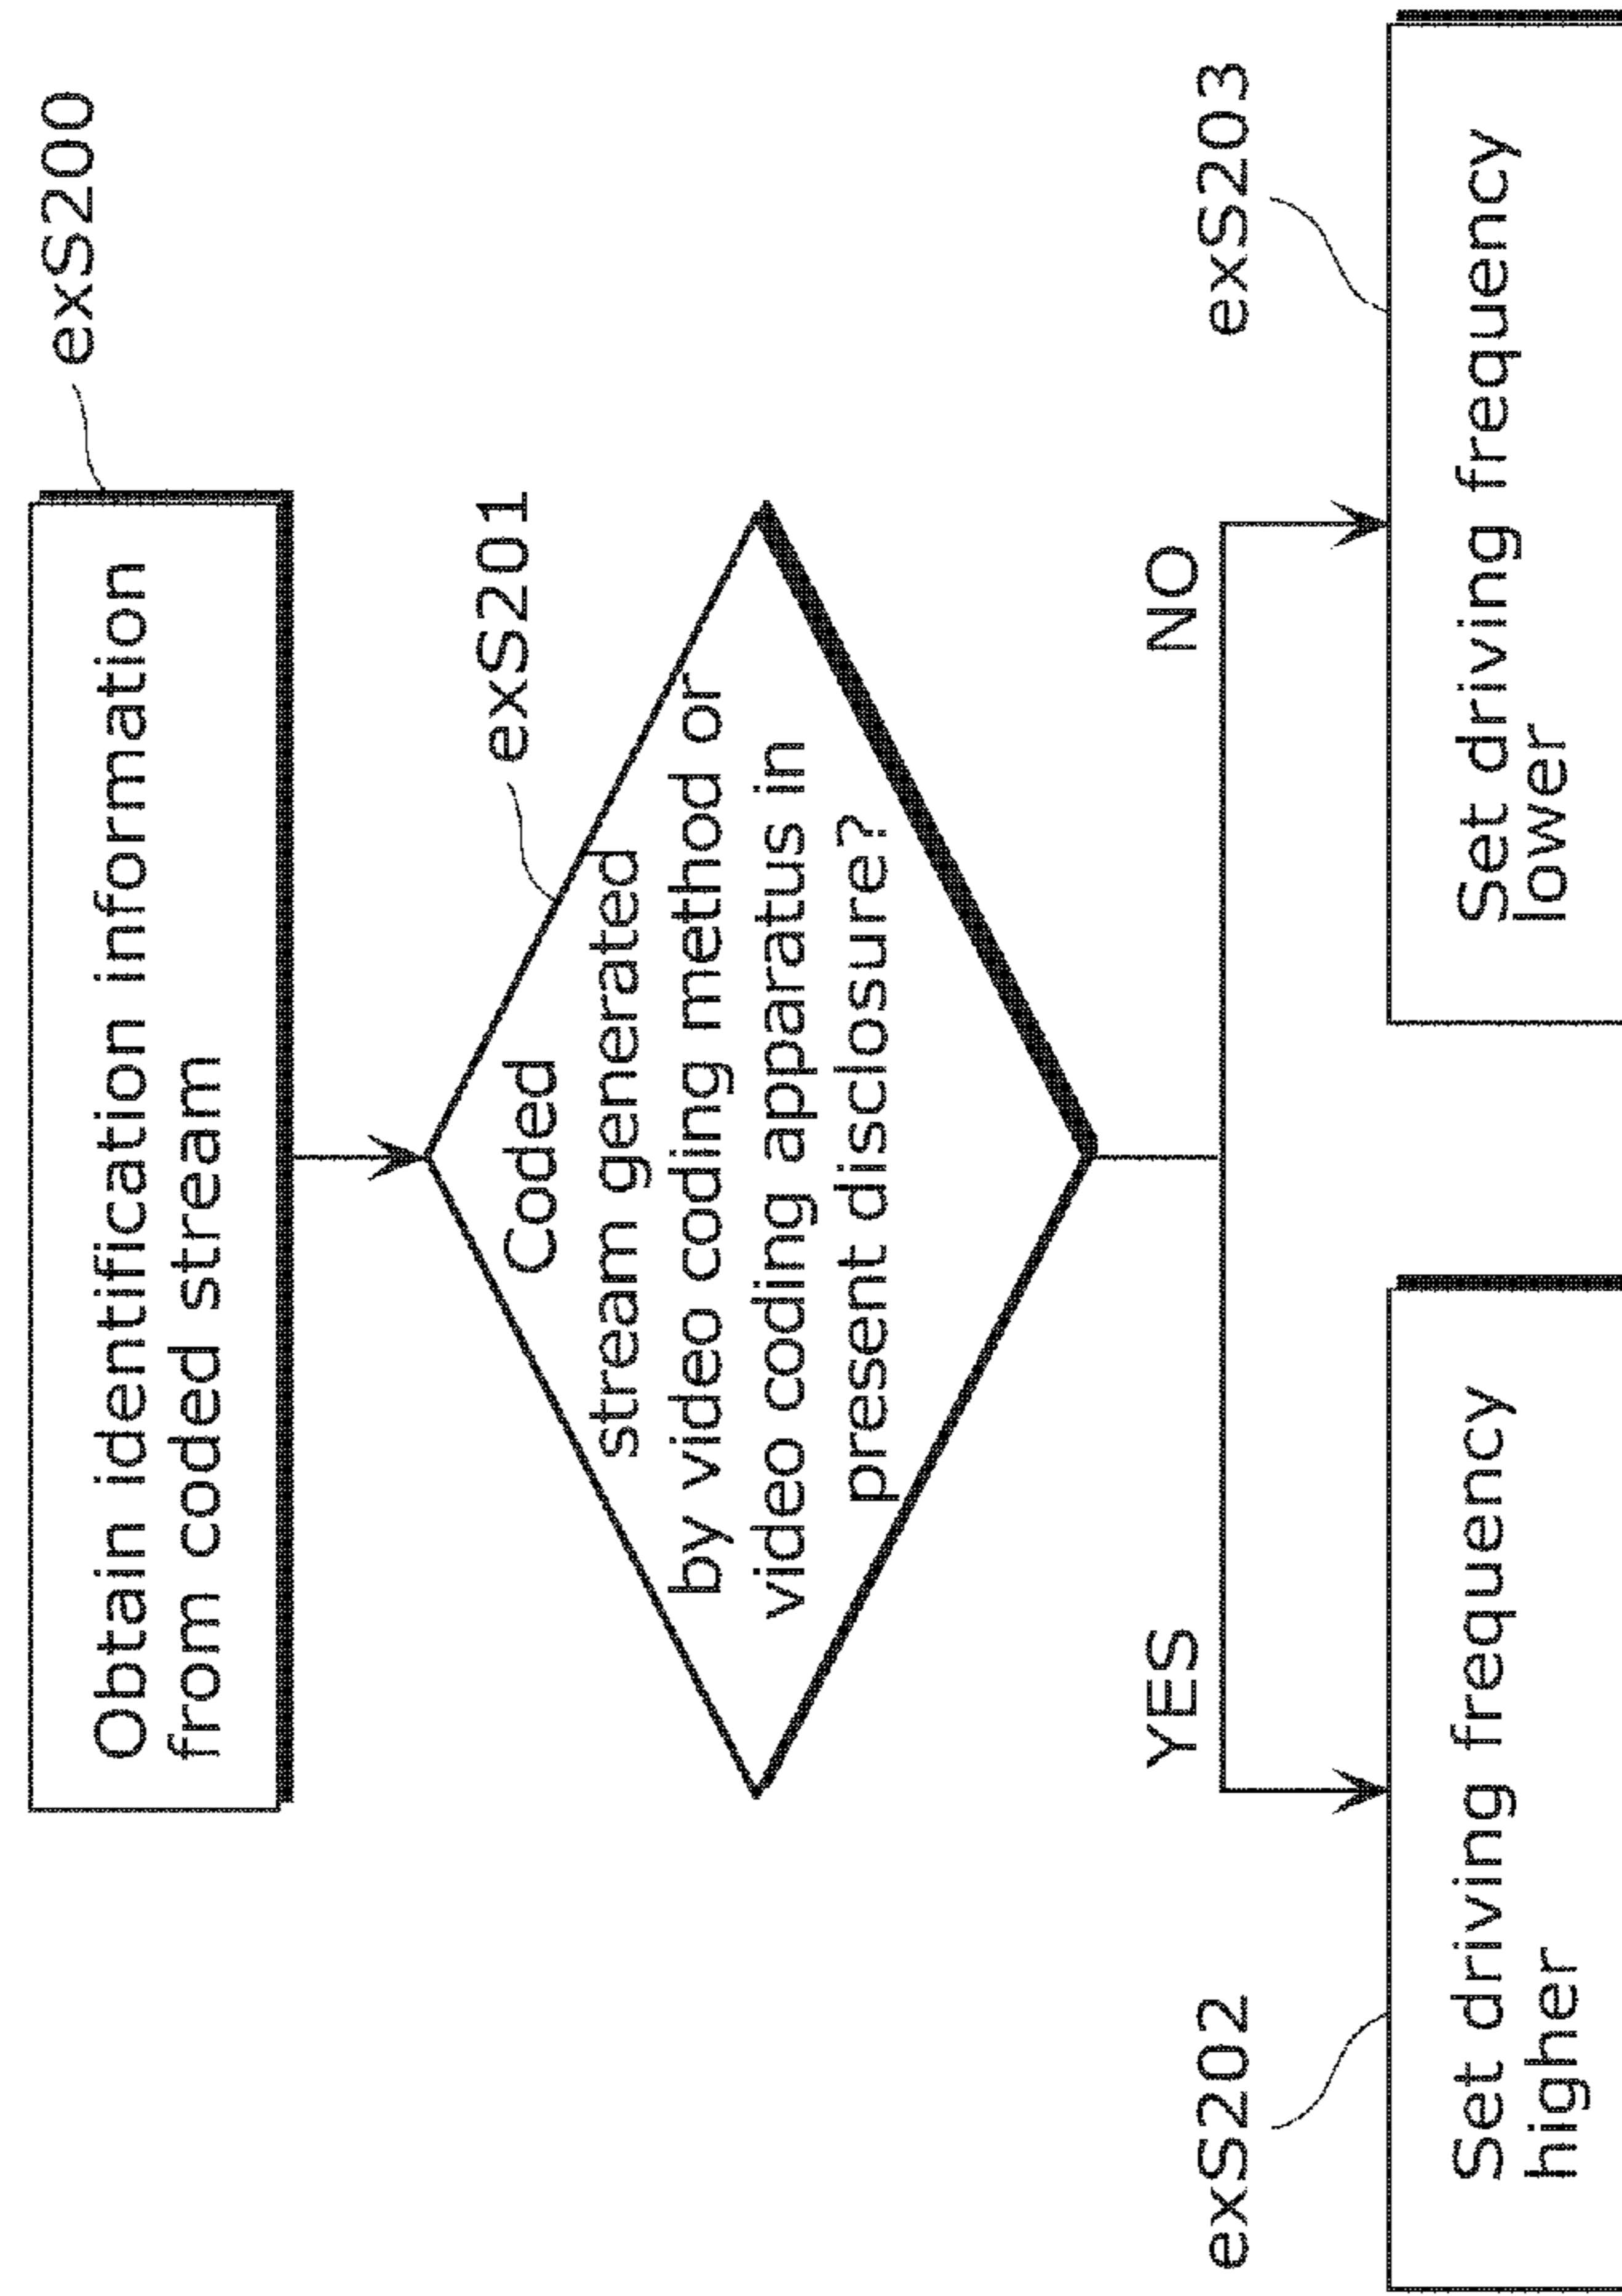 exS200
Obtain identification information
from coded stream
exS201
Coded
stream generated
by video coding method or
video coding apparatus in
present disclosure?
YES
NO
exS202
exS203
Set driving frequency
higher
Set driving frequency
lower